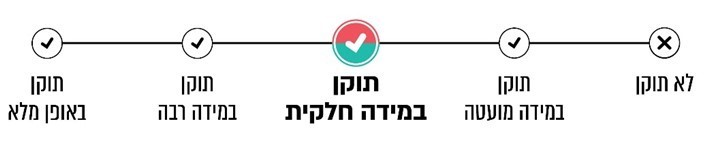 לא תוקן
תוקן
במידה מועטה
תוקן
במידה חלקית
תוקן
במידה רבה
תוקן
באופן מלא